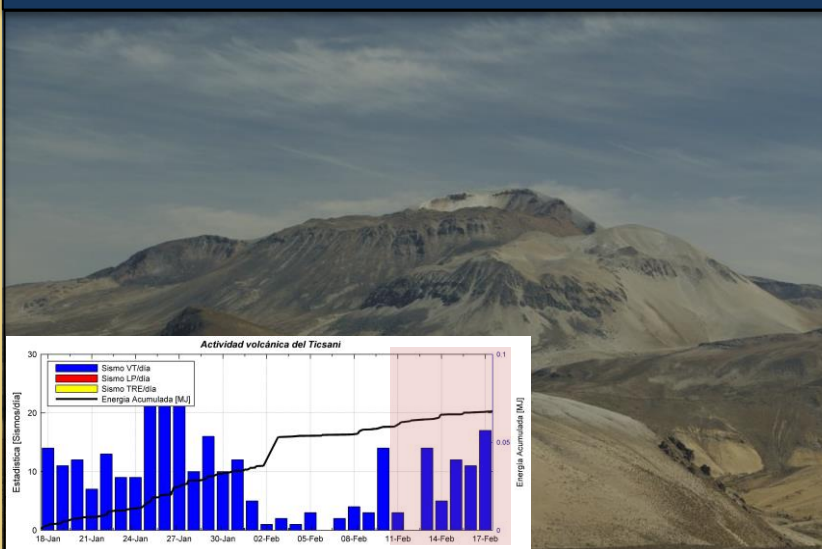 Actividad volcánica del Ticsani
Sismo VT/día
Sismo LP/día
Sismo TRE/día
Energia Acumulada [MJ]
Estadística [Sismos/día]
30
20
10
0
0.1
0.05
0
Energia Acumulada [MJ]
18-Jan 21-Jan 24-Jan 27-Jan 30-Jan 02-Feb 05-Feb 08-Feb 11-Feb 14-Feb 17-Feb